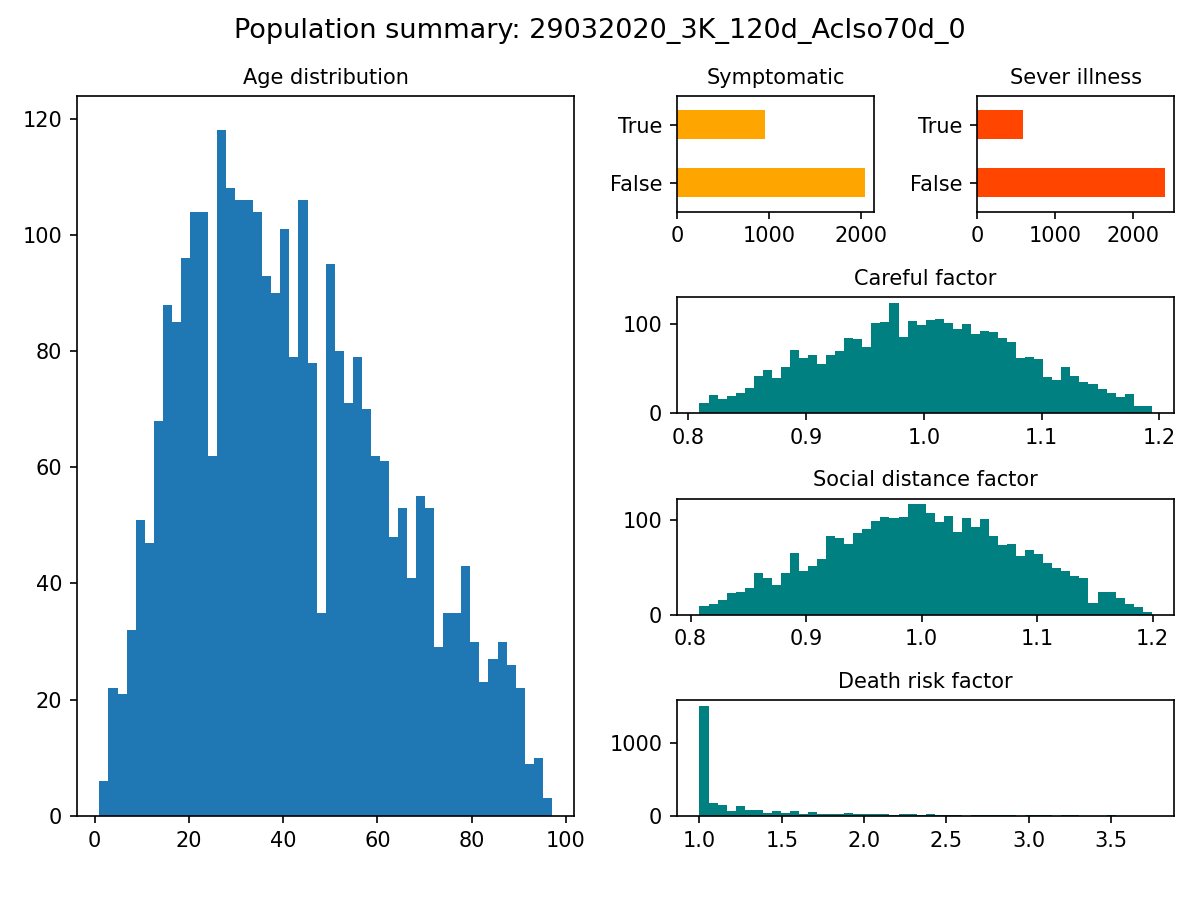 Population summary: 29032020_3K_120d_AcIso70d_0
Age distribution
120
100
80
60
40
20
0
0 20 40 60 80 100
Symptomatic
True
False
0 1000 2000
Sever illness
True
False
0 1000 2000
Careful factor
100
0
0.8 0.9 1.0 1.1 1.2
Social distance factor
100
0
0.8 0.9 1.0 1.1 1.2
Death risk factor
1000
0
1.0 1.5 2.0 2.5 3.0 3.5